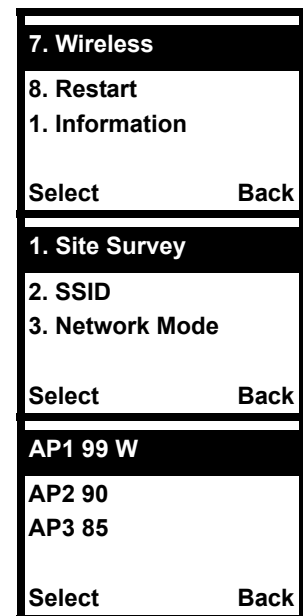 7. Wireless
8. Restart
1. Information
Select Back
1. Site Survey
2. SSID
3. Network Mode
Select Back
AP1 99 W
AP2 90
AP3 85
Select Back